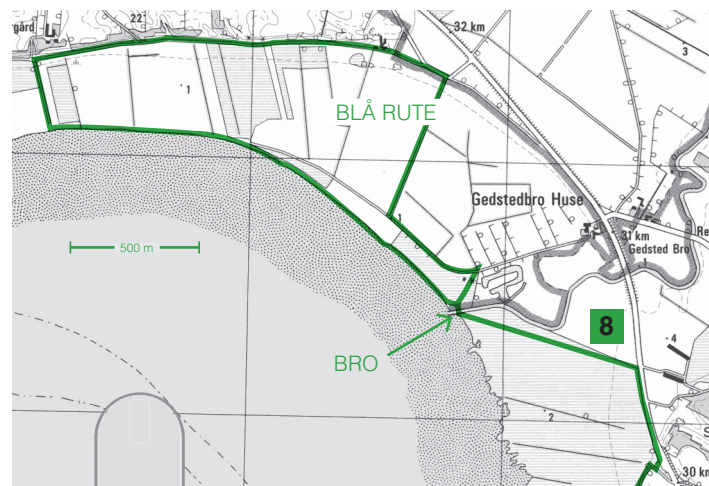 22
gård
32 km
3
1
BLÅ RUTE
Gedstedbro Huse
1
31 km
Re
Gedsted Bro
1
500 m
8
BRO
4
2
S
30 km